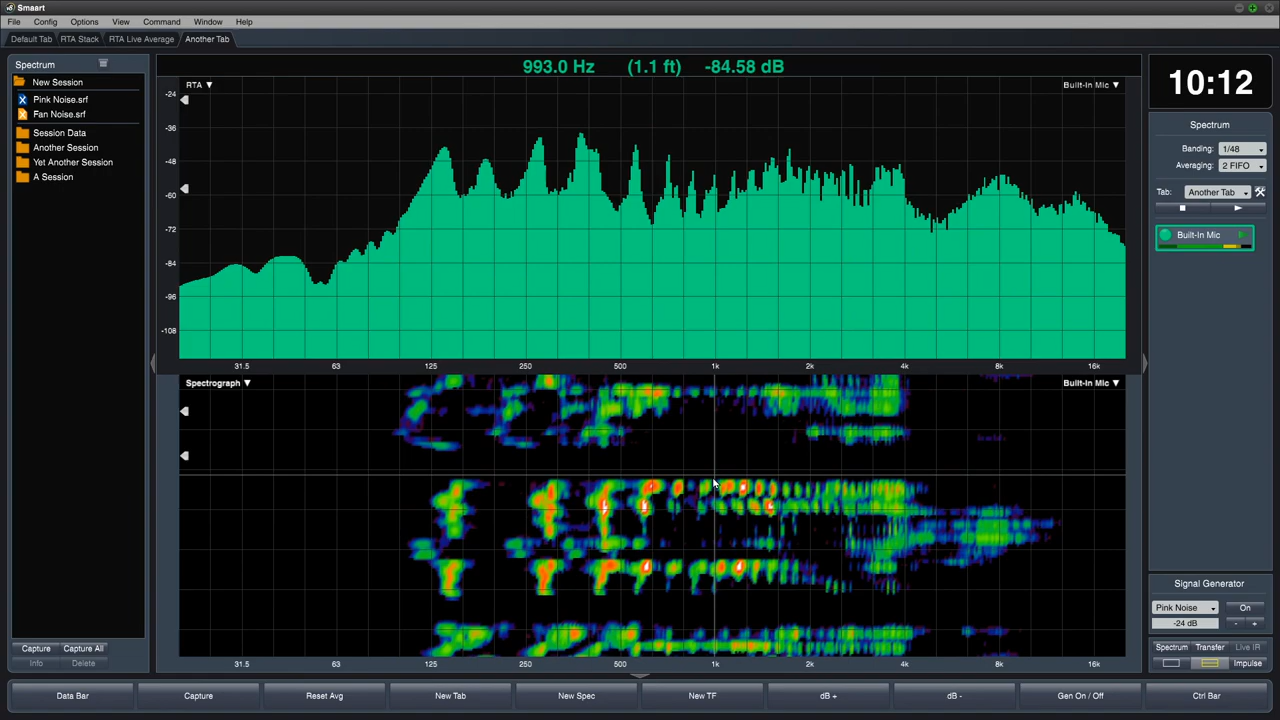 Smaart
File Config Options View Command Window Help
Default Tab RTA Stack RTA Live Average Another Tab
Spectrum
New Session
Pink Noise.srf
Fan Noise.srf
Session Data
Another Session
Yet Another Session
A Session
Capture Capture All
Info Delete
993.0 Hz (1.1 ft) -84.58 dB
RTA ▼ Built-In Mic ▼
-24
-36
-48
-60
-72
-84
-96
-108
31.5 63 125 250 500 1k 2k 4k 8k 16k
Spectrograph ▼ Built-In Mic ▼
31.5 63 125 250 500 1k 2k 4k 8k 16k
10:12
Spectrum
Banding: 1/48
Averaging: 2 FIFO
Tab: Another Tab
Built-In Mic
Signal Generator
Pink Noise On
-24 dB - +
Spectrum Transfer Live IR
Impulse
Data Bar Capture Reset Avg New Tab New Spec New TF dB + dB - Gen On / Off Ctrl Bar